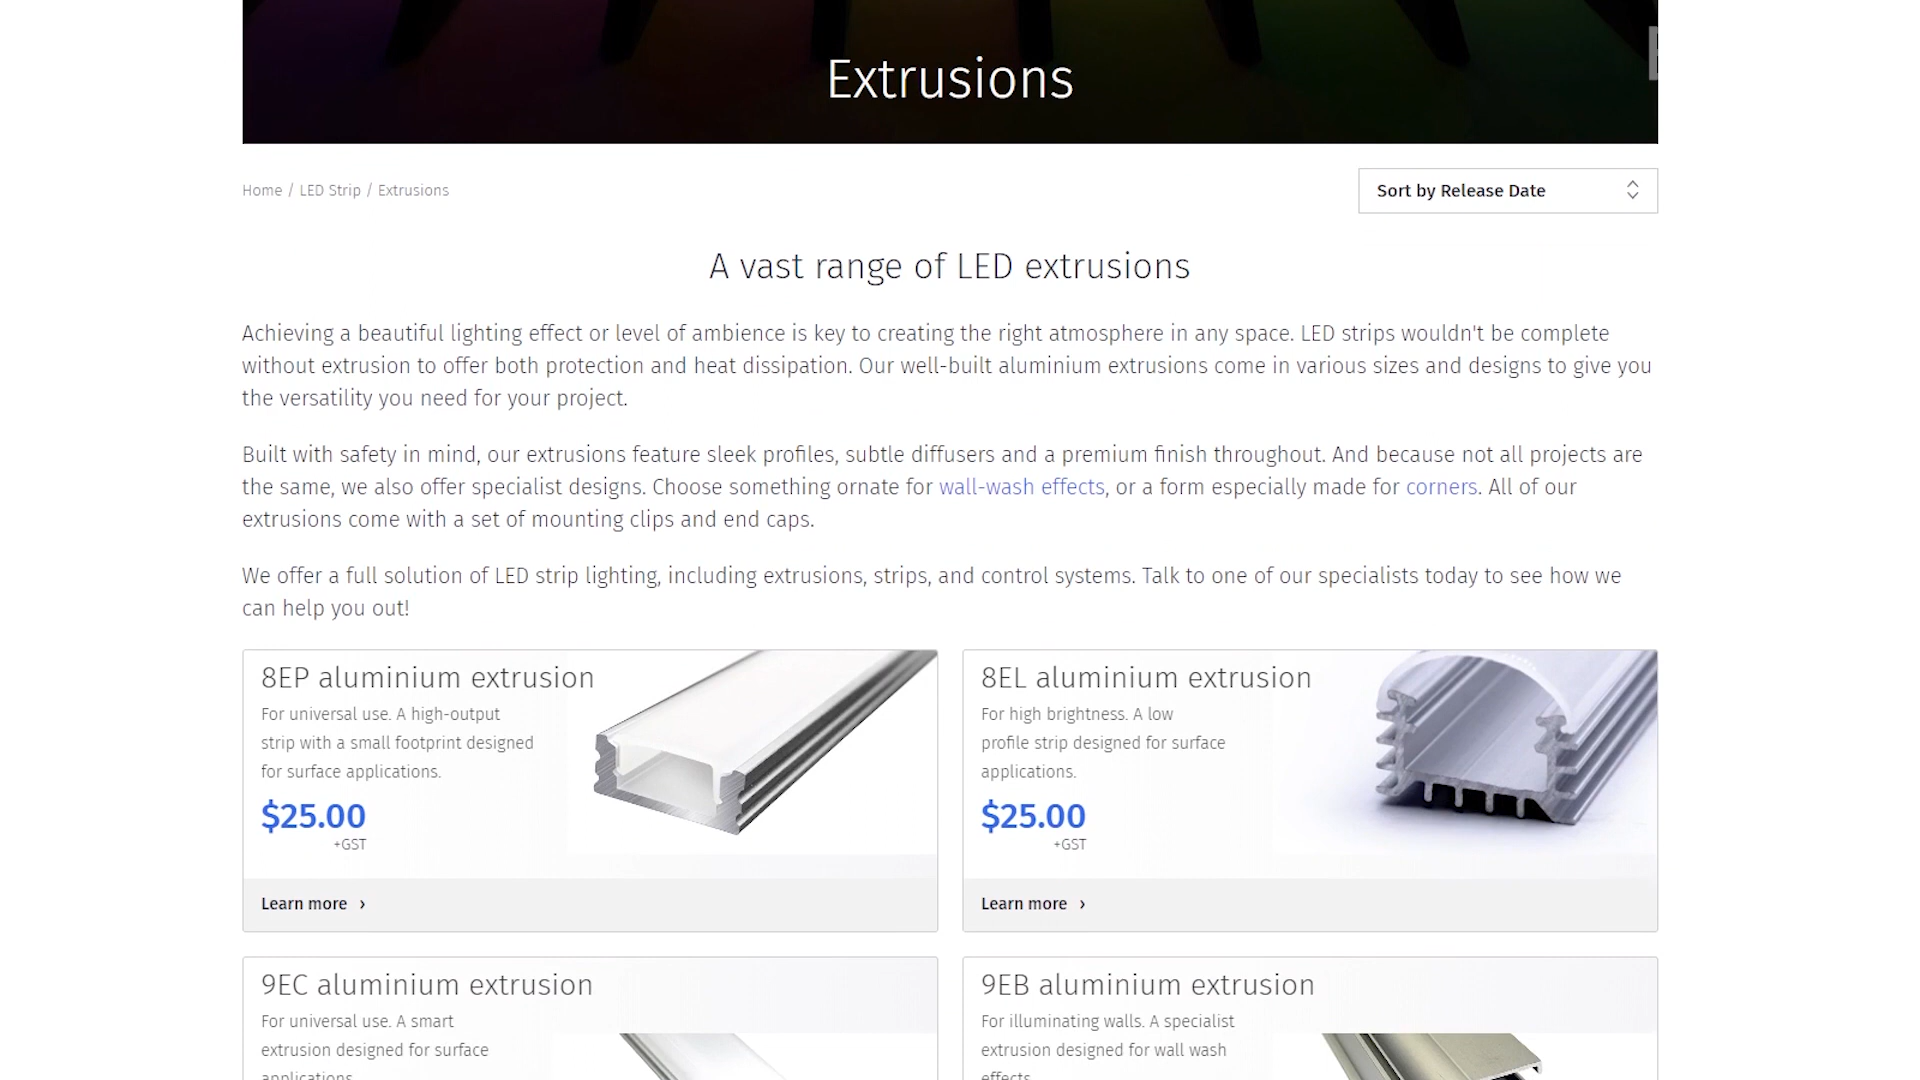 Extrusions
Home / LED Strip / Extrusions
Sort by Release Date
A vast range of LED extrusions
Achieving a beautiful lighting effect or level of ambience is key to creating the right atmosphere in any space. LED strips wouldn't be complete
without extrusion to offer both protection and heat dissipation. Our well-built aluminium extrusions come in various sizes and designs to give you
the versatility you need for your project.
Built with safety in mind, our extrusions feature sleek profiles, subtle diffusers and a premium finish throughout. And because not all projects are
the same, we also offer specialist designs. Choose something ornate for wall-wash effects, or a form especially made for corners. All of our
extrusions come with a set of mounting clips and end caps.
We offer a full solution of LED strip lighting, including extrusions, strips, and control systems. Talk to one of our specialists today to see how we
can help you out!
8EP aluminium extrusion
For universal use. A high-output
strip with a small footprint designed
for surface applications.
$25.00
+GST
Learn more ›
8EL aluminium extrusion
For high brightness. A low
profile strip designed for surface
applications.
$25.00
+GST
Learn more ›
9EC aluminium extrusion
For universal use. A smart
extrusion designed for surface
applications.
9EB aluminium extrusion
For illuminating walls. A specialist
extrusion designed for wall wash
effects.